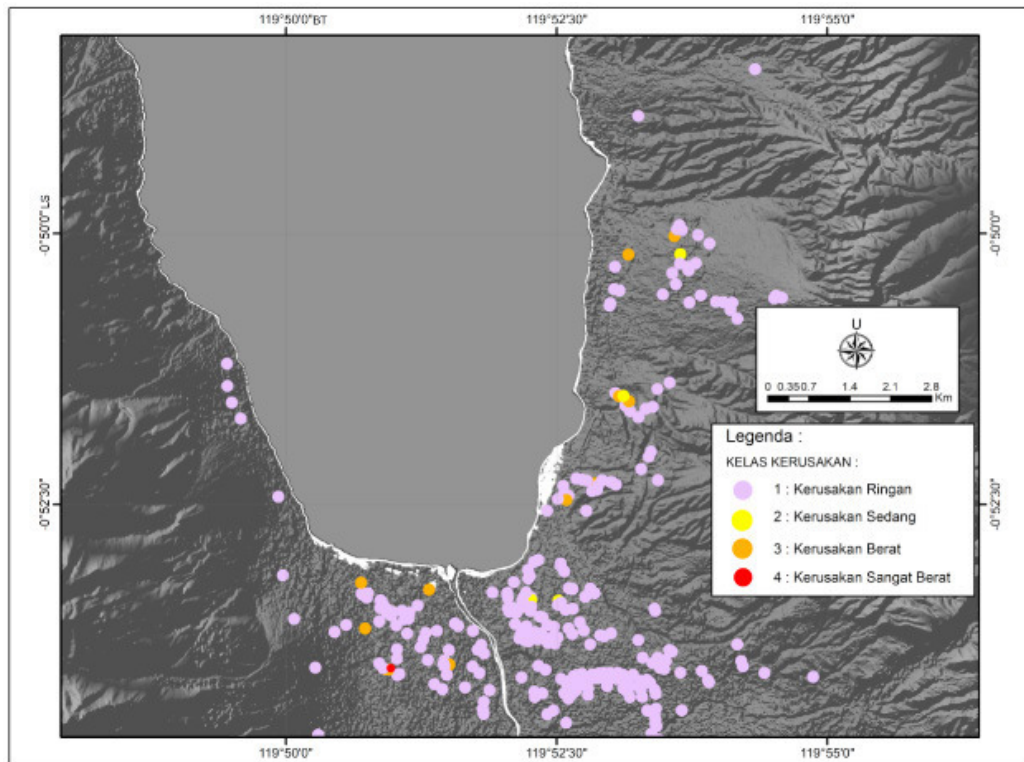 119°50'0"BT 119°52'30" 119°55'0"
-0°50'0" LS -0°50'0"
U
0 0.35 0.7 1.4 2.1 2.8
Km
Legenda :
KELAS KERUSAKAN :
1 : Kerusakan Ringan
2 : Kerusakan Sedang
3 : Kerusakan Berat
4 : Kerusakan Sangat Berat
-0°52'30" -0°52'30"
119°50'0" 119°52'30" 119°55'0"